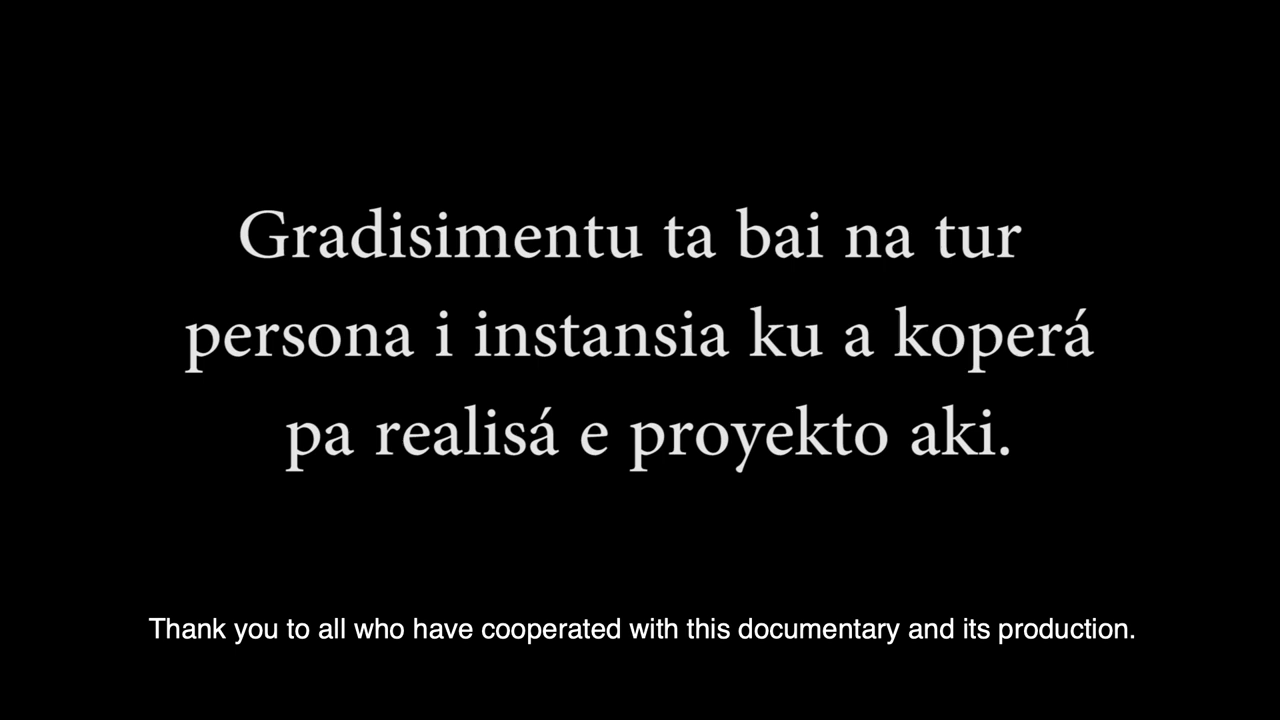 Gradisimentu ta bai na tur
persona i instansia ku a koperá
pa realisá e proyekto aki.
Thank you to all who have cooperated with this documentary and its production.